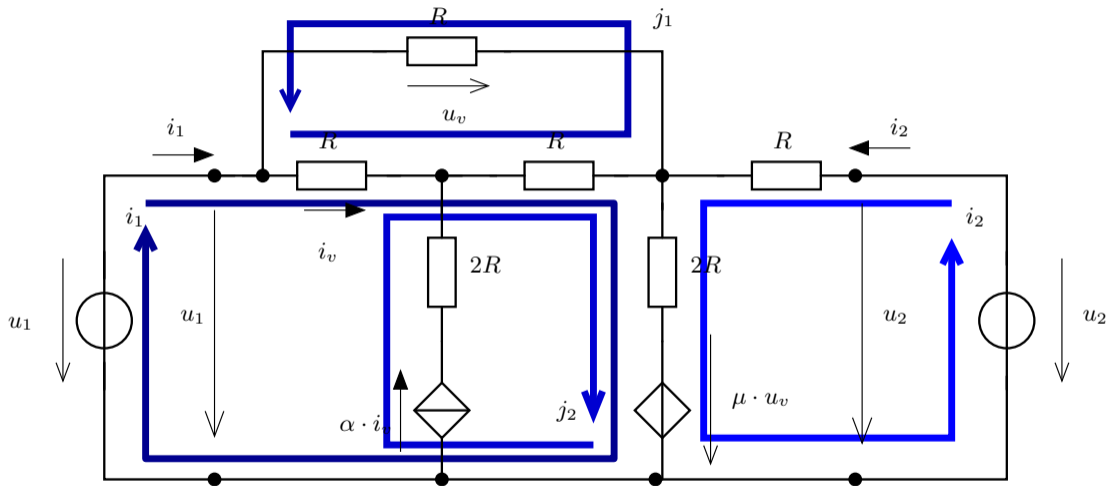 R
j₁
u_v
i₁
R
R
R
i₂
i₁
i_v
i₂
2R
2R
u₁
u₁
u₂
u₂
α · i_v
j₂
μ · u_v